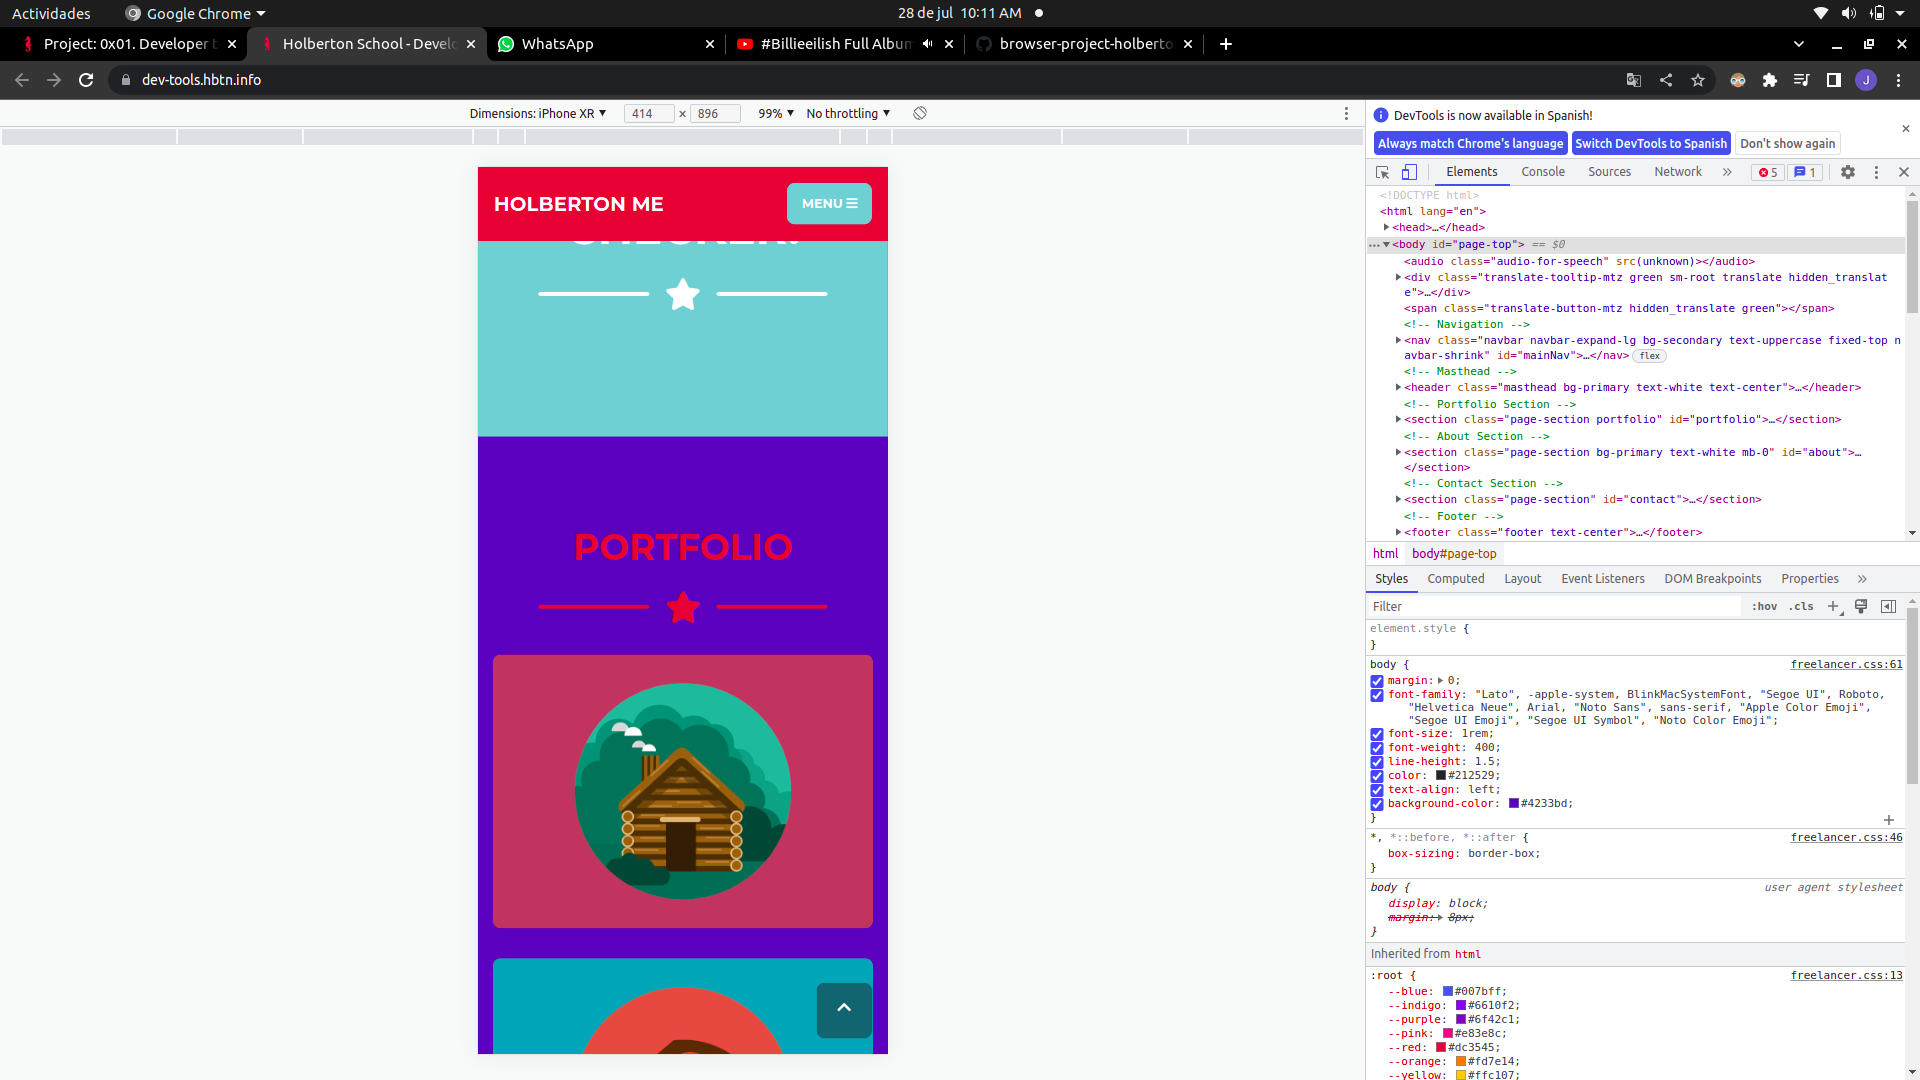 Actividades
Google Chrome
28 de jul 10:11 AM
Project: 0x01. Developer t
Holberton School - Develo
WhatsApp
#Billieeilish Full Album
browser-project-holberto
dev-tools.hbtn.info
J
Dimensions: iPhone XR ▼
414 × 896
99% ▼
No throttling ▼
DevTools is now available in Spanish!
Always match Chrome's language
Switch DevTools to Spanish
Don't show again
Elements
Console
Sources
Network
»
5
1
HOLBERTON ME
MENU
PORTFOLIO
<!DOCTYPE html>
<html lang="en">
<head>…</head>
<body id="page-top"> == $0
<audio class="audio-for-speech" src(unknown)></audio>
<div class="translate-tooltip-mtz green sm-root translate hidden_translat
e">…</div>
<span class="translate-button-mtz hidden_translate green"></span>
<!-- Navigation -->
<nav class="navbar navbar-expand-lg bg-secondary text-uppercase fixed-top n
avbar-shrink" id="mainNav">…</nav> flex
<!-- Masthead -->
<header class="masthead bg-primary text-white text-center">…</header>
<!-- Portfolio Section -->
<section class="page-section portfolio" id="portfolio">…</section>
<!-- About Section -->
<section class="page-section bg-primary text-white mb-0" id="about">…
</section>
<!-- Contact Section -->
<section class="page-section" id="contact">…</section>
<!-- Footer -->
<footer class="footer text-center">…</footer>
html
body#page-top
Styles
Computed
Layout
Event Listeners
DOM Breakpoints
Properties
»
Filter
:hov
.cls
element.style {
}
body {
freelancer.css:61
margin: 0;
font-family: "Lato", -apple-system, BlinkMacSystemFont, "Segoe UI", Roboto,
"Helvetica Neue", Arial, "Noto Sans", sans-serif, "Apple Color Emoji",
"Segoe UI Emoji", "Segoe UI Symbol", "Noto Color Emoji";
font-size: 1rem;
font-weight: 400;
line-height: 1.5;
color: #212529;
text-align: left;
background-color: #4233bd;
}
*, *::before, *::after {
freelancer.css:46
box-sizing: border-box;
}
body {
user agent stylesheet
display: block;
margin: 8px;
}
Inherited from html
:root {
freelancer.css:13
--blue: #007bff;
--indigo: #6610f2;
--purple: #6f42c1;
--pink: #e83e8c;
--red: #dc3545;
--orange: #fd7e14;
--yellow: #ffc107;